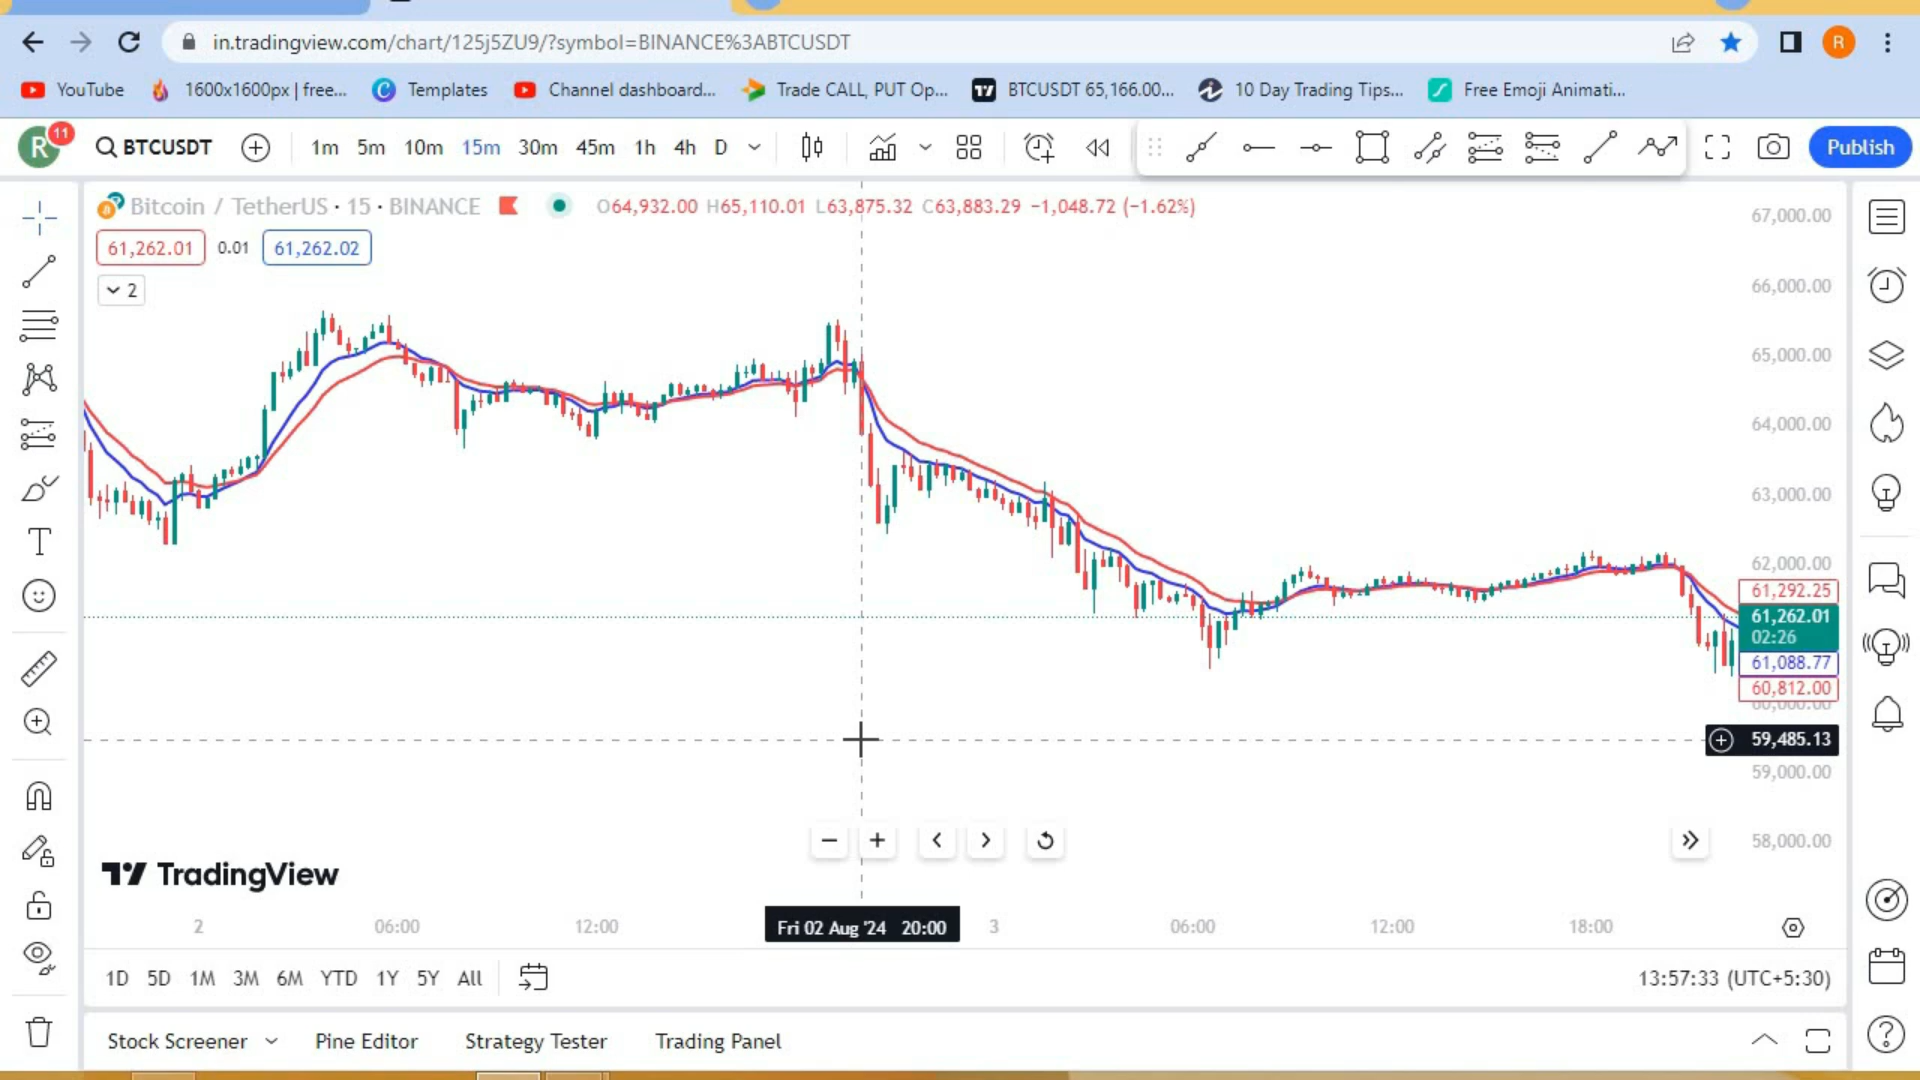 in.tradingview.com/chart/125j5ZU9/?symbol=BINANCE%3ABTCUSDT
R
YouTube 1600x1600px | free... Templates Channel dashboard... Trade CALL, PUT Op... BTCUSDT 65,166.00... 10 Day Trading Tips... Free Emoji Animati...
R 11 BTCUSDT 1m 5m 10m 15m 30m 45m 1h 4h D Publish
Bitcoin / TetherUS · 15 · BINANCE O64,932.00 H65,110.01 L63,875.32 C63,883.29 −1,048.72 (−1.62%)
61,262.01 0.01 61,262.02
2
67,000.00
66,000.00
65,000.00
64,000.00
63,000.00
62,000.00
61,292.25
61,262.01
02:26
61,088.77
60,812.00
60,000.00
59,485.13
59,000.00
58,000.00
TradingView
2 06:00 12:00 Fri 02 Aug '24 20:00 3 06:00 12:00 18:00
1D 5D 1M 3M 6M YTD 1Y 5Y All 13:57:33 (UTC+5:30)
Stock Screener Pine Editor Strategy Tester Trading Panel